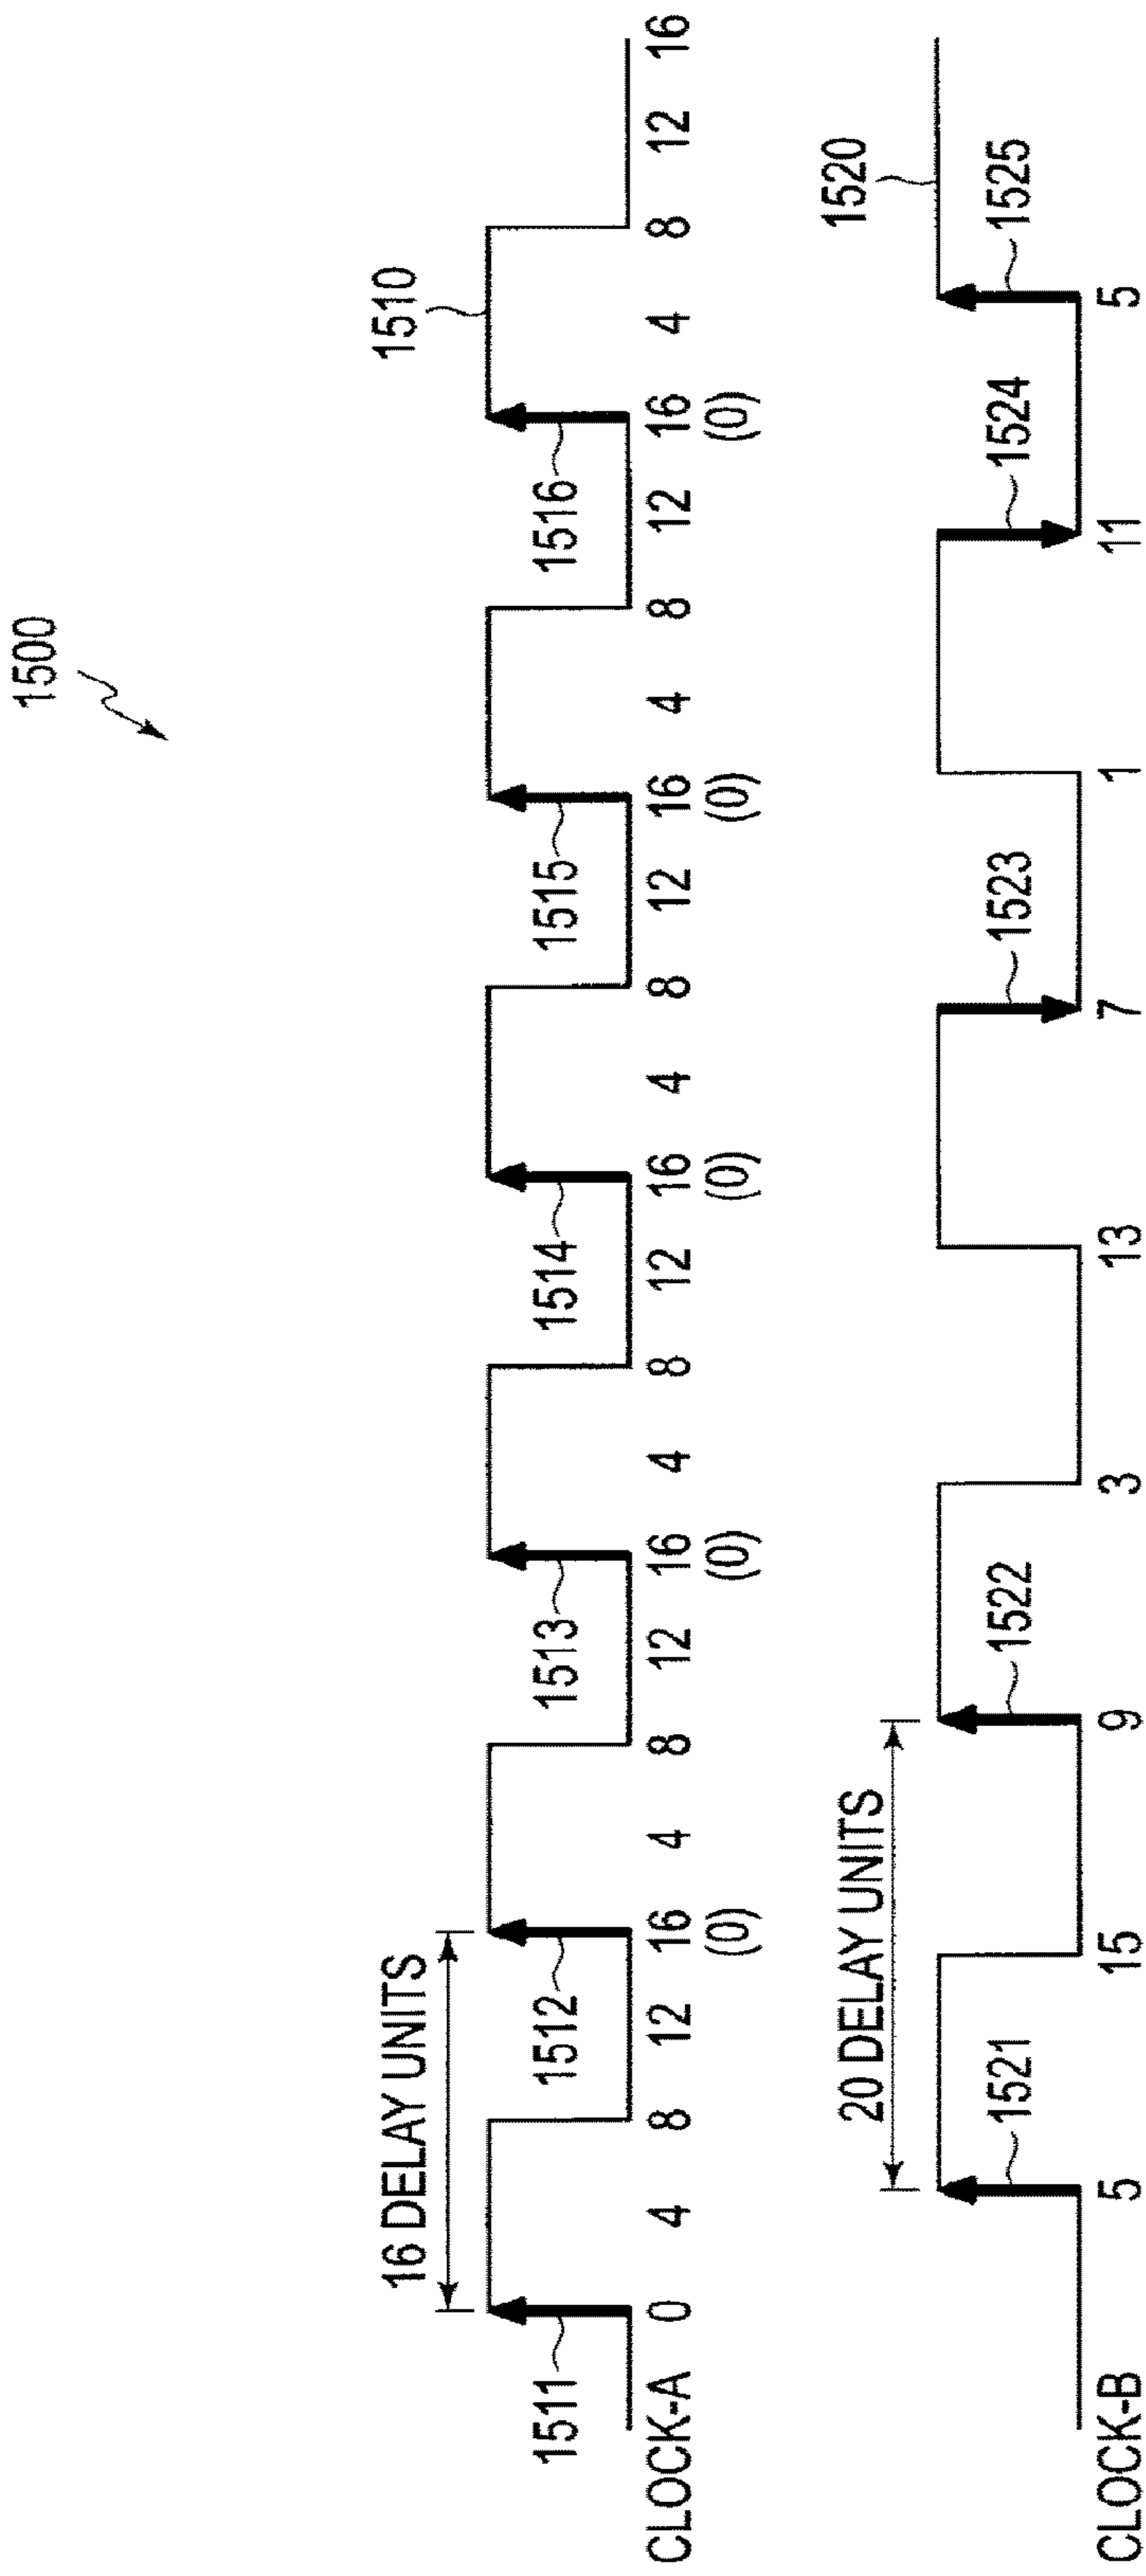 1500
1510
16 DELAY UNITS
1511
1512
1513
1514
1515
1516
CLOCK-A 0 4 8 12 16 4 8 12 16 4 8 12 16 4 8 12 16 4 8 12 16 4 8 12 16
(0) (0) (0) (0) (0)
1520
20 DELAY UNITS
1521
1522
1523
1524
1525
CLOCK-B 5 15 9 3 13 7 1 11 5